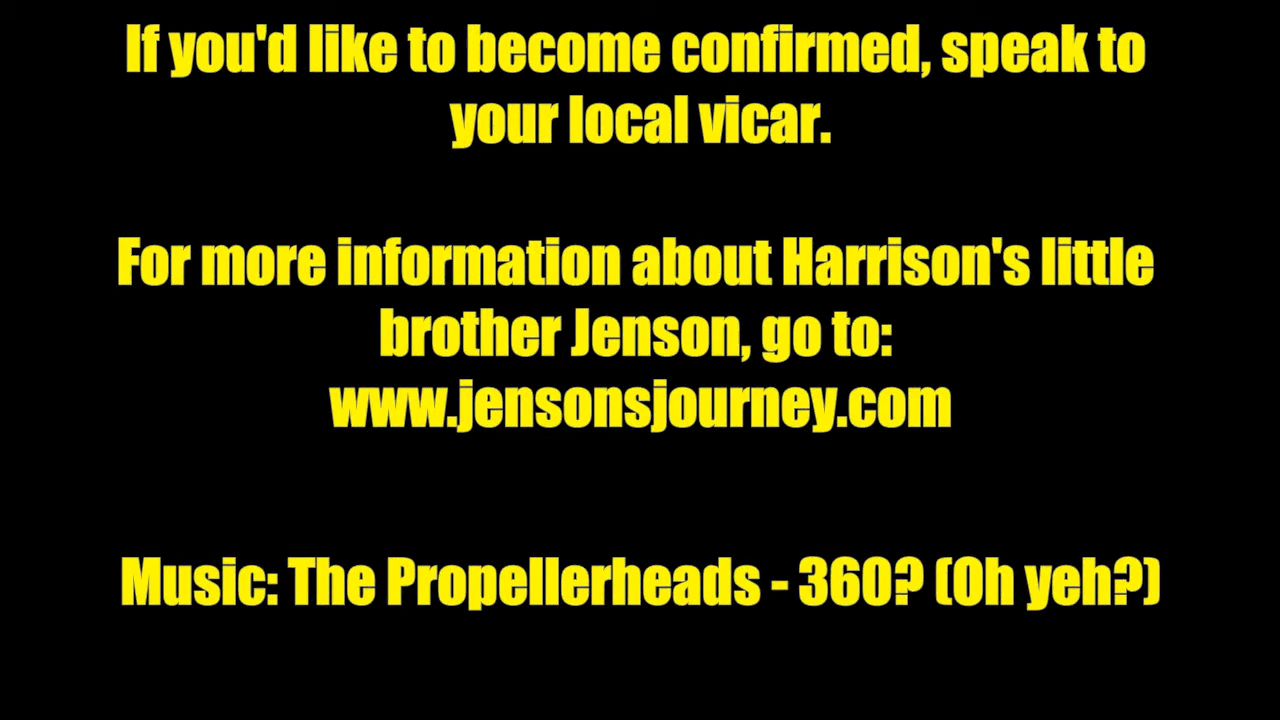 If you'd like to become confirmed, speak to
your local vicar.
For more information about Harrison's little
brother Jenson, go to:
www.jensonsjourney.com
Music: The Propellerheads - 360? (Oh yeh?)